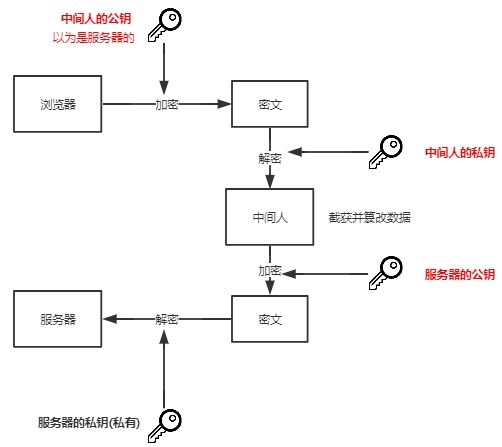 中间人的公钥
以为是服务器的
浏览器
加密
密文
解密
中间人的私钥
中间人
截获并篡改数据
加密
服务器的公钥
服务器
解密
密文
服务器的私钥(私有)